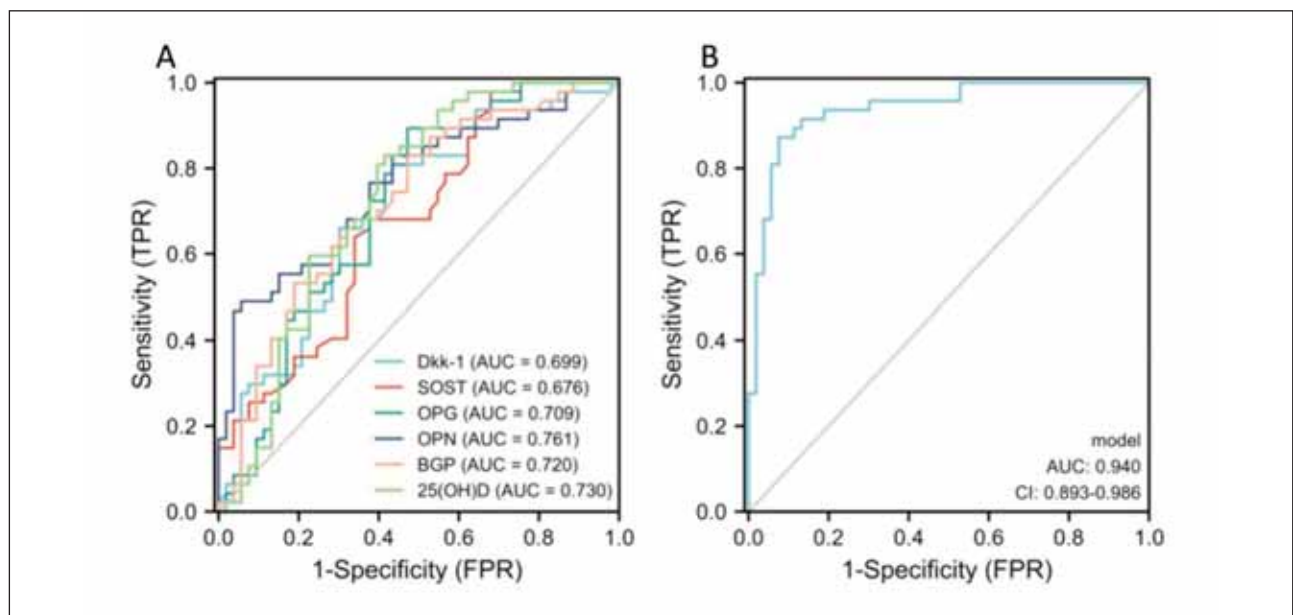 A
1.0
0.8
0.6
0.4
0.2
0.0
Sensitivity (TPR)
Dkk-1 (AUC = 0.699)
SOST (AUC = 0.676)
OPG (AUC = 0.709)
OPN (AUC = 0.761)
BGP (AUC = 0.720)
25(OH)D (AUC = 0.730)
0.0 0.2 0.4 0.6 0.8 1.0
1-Specificity (FPR)
B
1.0
0.8
0.6
0.4
0.2
0.0
Sensitivity (TPR)
model
AUC: 0.940
CI: 0.893-0.986
0.0 0.2 0.4 0.6 0.8 1.0
1-Specificity (FPR)